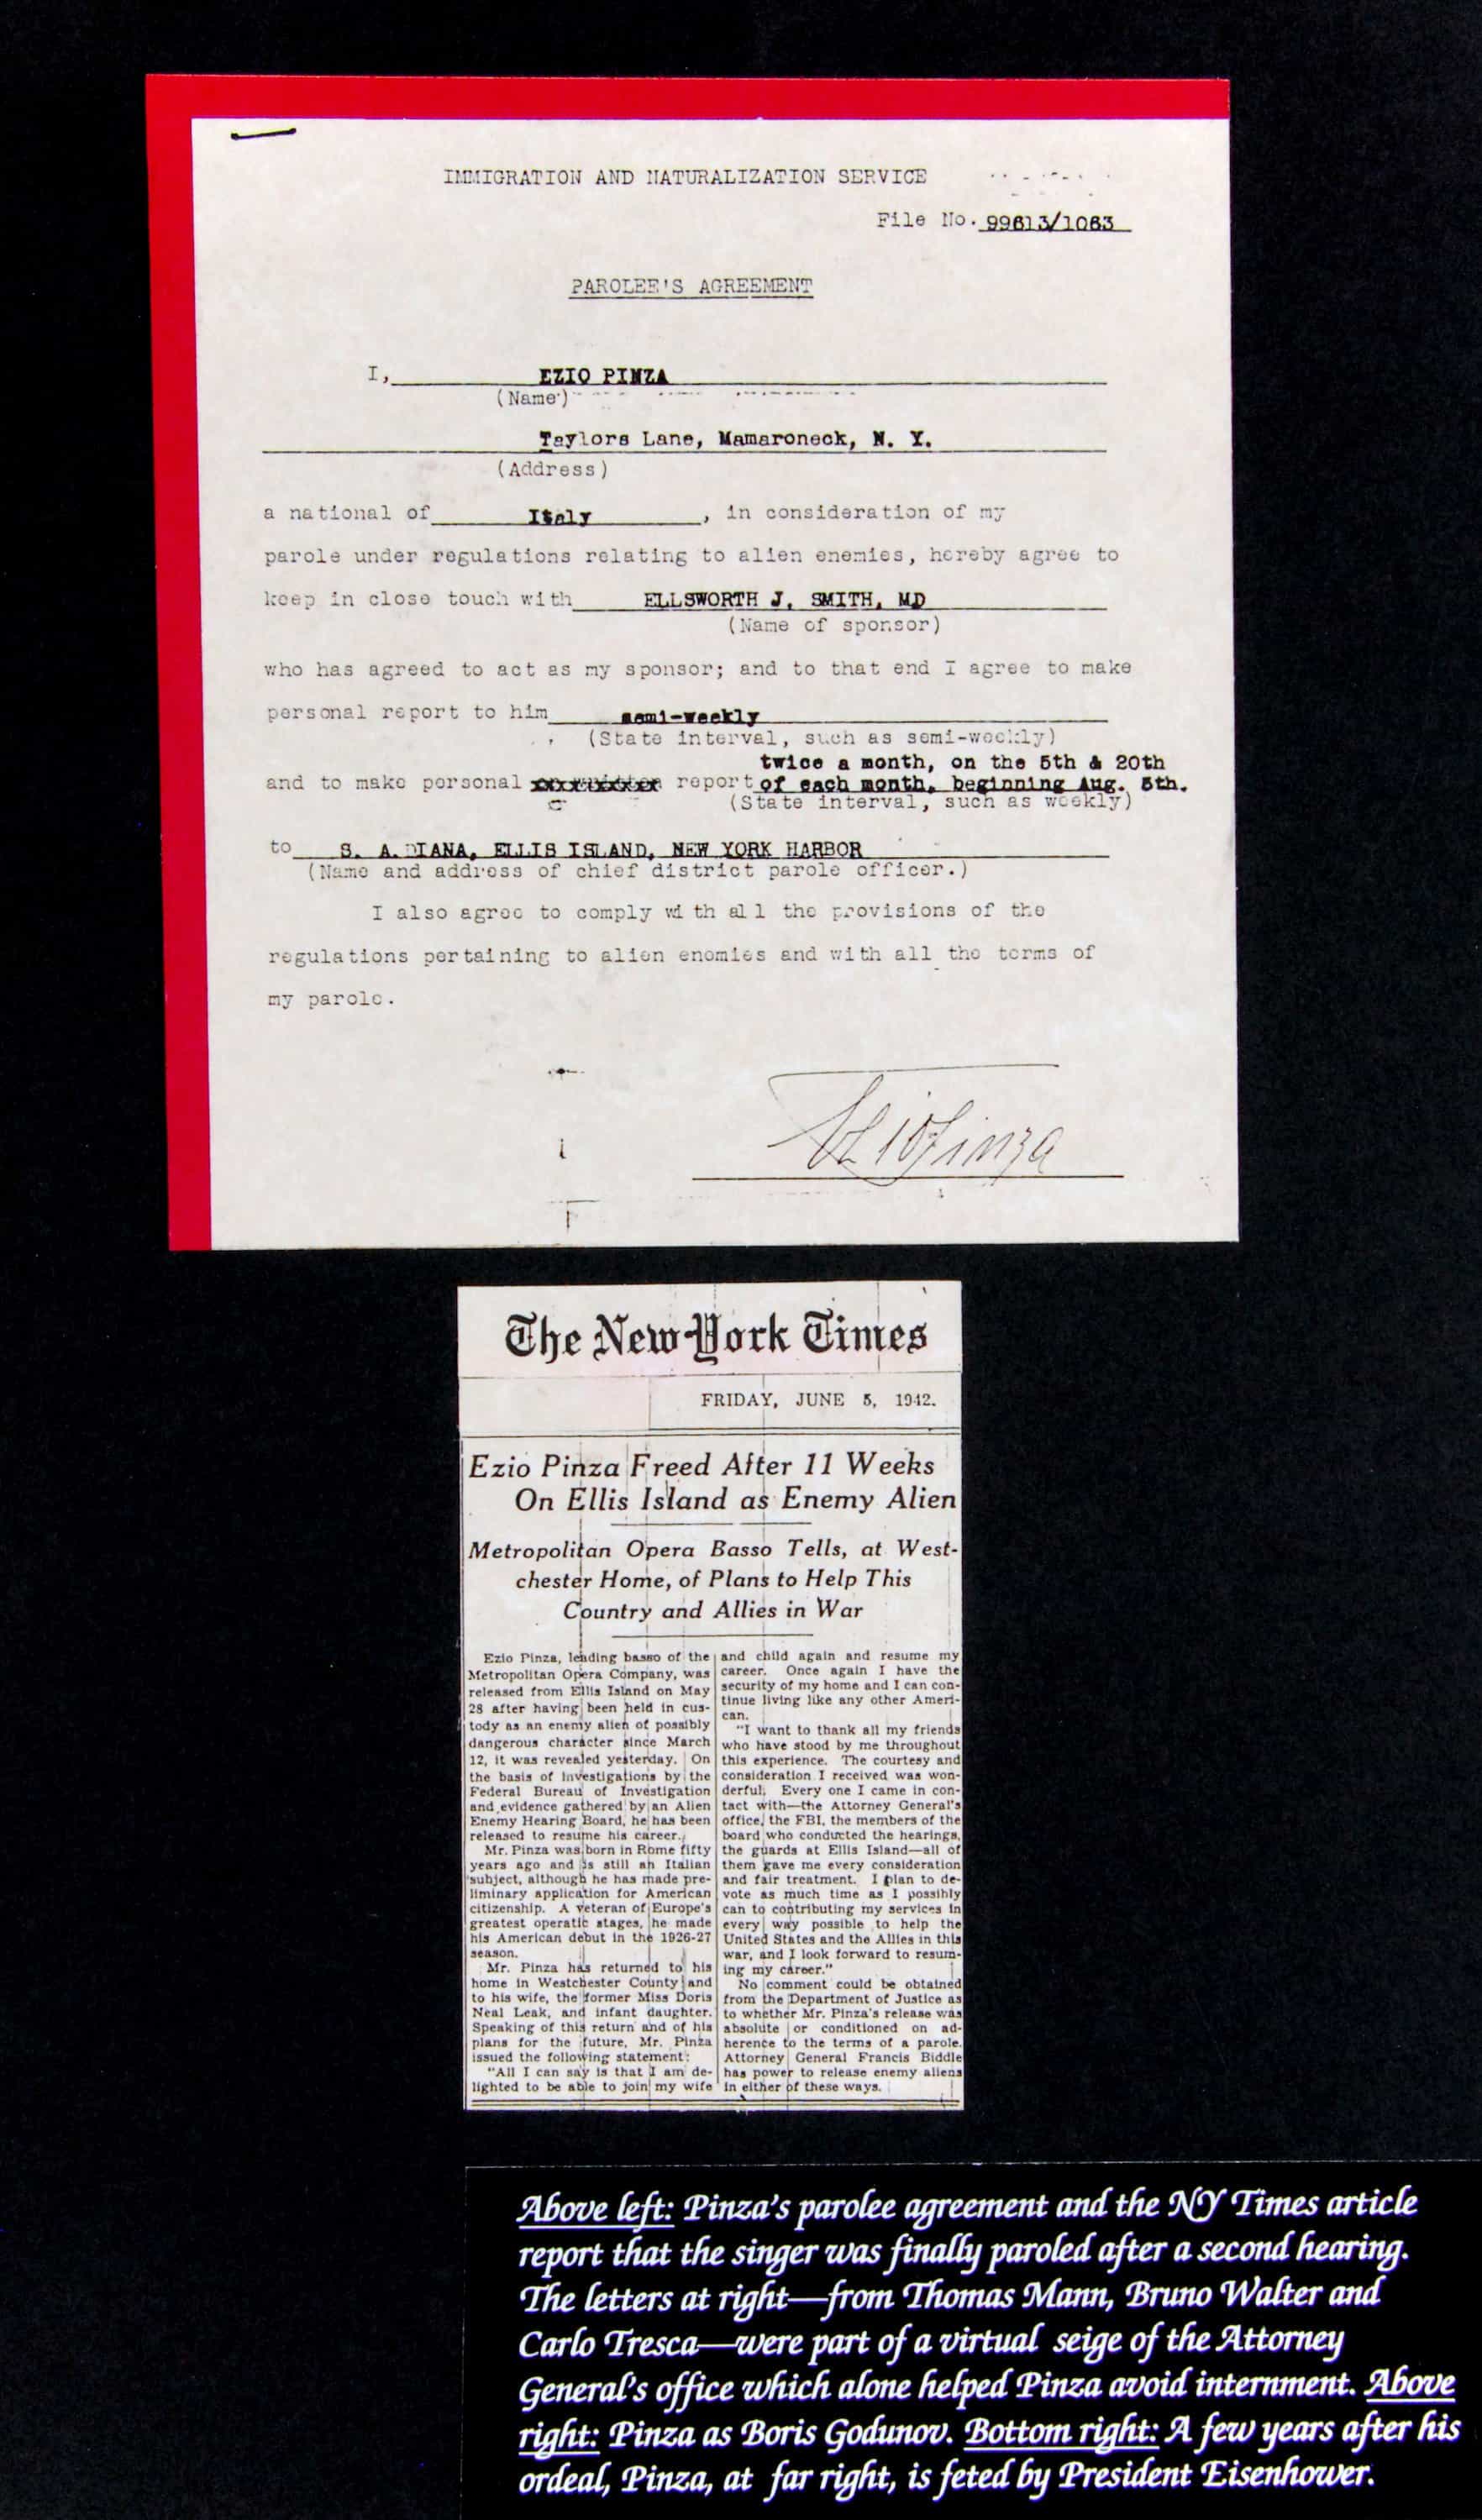 IMMIGRATION AND NATURALIZATION SERVICE
File No. 99613/1063
PAROLEE'S AGREEMENT
I, EZIO PINZA
(Name)
Taylors Lane, Mamaroneck, N. Y.
(Address)
a national of Italy, in consideration of my
parole under regulations relating to alien enemies, hereby agree to
keep in close touch with ELLSWORTH J. SMITH, MD
(Name of sponsor)
who has agreed to act as my sponsor; and to that end I agree to make
personal report to him semi-weekly
(State interval, such as semi-weekly)
twice a month, on the 5th & 20th
and to make personal report of each month, beginning Aug. 5th.
(State interval, such as weekly)
to S. A. DIANA, ELLIS ISLAND, NEW YORK HARBOR
(Name and address of chief district parole officer.)
I also agree to comply with all the provisions of the
regulations pertaining to alien enemies and with all the terms of
my parole.
Ezio Pinza
The New York Times
FRIDAY, JUNE 5, 1942.
Ezio Pinza Freed After 11 Weeks
On Ellis Island as Enemy Alien
Metropolitan Opera Basso Tells, at West-
chester Home, of Plans to Help This
Country and Allies in War
Ezio Pinza, leading basso of the
Metropolitan Opera Company, was
released from Ellis Island on May
28 after having been held in cus-
tody as an enemy alien of possibly
dangerous character since March
12, it was revealed yesterday. On
the basis of investigations by the
Federal Bureau of Investigation
and evidence gathered by an Alien
Enemy Hearing Board, he has been
released to resume his career.
Mr. Pinza was born in Rome fifty
years ago and is still an Italian
subject, although he has made pre-
liminary application for American
citizenship. A veteran of Europe's
greatest operatic stages, he made
his American debut in the 1926-27
season.
Mr. Pinza has returned to his
home in Westchester County and
to his wife, the former Miss Doris
Neal Leak, and infant daughter.
Speaking of this return and of his
plans for the future, Mr. Pinza
issued the following statement:
"All I can say is that I am de-
lighted to be able to join my wife
and child again and resume my
career. Once again I have the
security of my home and I can con-
tinue living like any other Ameri-
can.
"I want to thank all my friends
who have stood by me throughout
this experience. The courtesy and
consideration I received was won-
derful. Every one I came in con-
tact with—the Attorney General's
office, the FBI, the members of the
board who conducted the hearings,
the guards at Ellis Island—all of
them gave me every consideration
and fair treatment. I plan to de-
vote as much time as I possibly
can to contributing my services in
every way possible to help the
United States and the Allies in this
war, and I look forward to resum-
ing my career."
No comment could be obtained
from the Department of Justice as
to whether Mr. Pinza's release was
absolute or conditioned on ad-
herence to the terms of a parole.
Attorney General Francis Biddle
has power to release enemy aliens
in either of these ways.
Above left: Pinza's parolee agreement and the NY Times article
report that the singer was finally paroled after a second hearing.
The letters at right—from Thomas Mann, Bruno Walter and
Carlo Tresca—were part of a virtual seige of the Attorney
General's office which alone helped Pinza avoid internment. Above
right: Pinza as Boris Godunov. Bottom right: A few years after his
ordeal, Pinza, at far right, is feted by President Eisenhower.